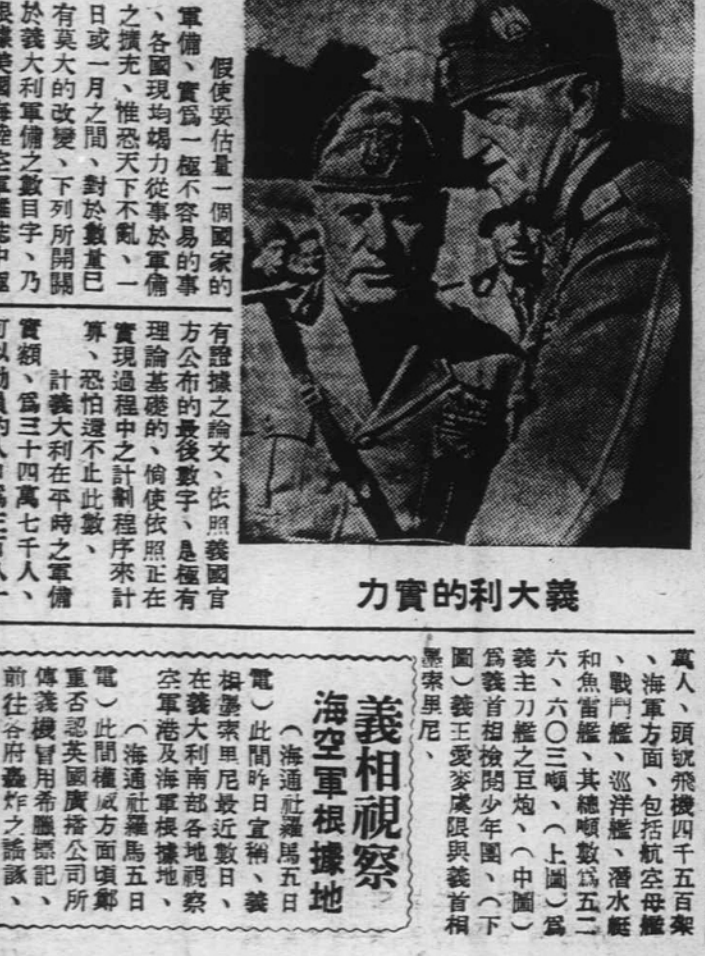 假使要估量一個國家的
軍備、實爲一極不容易的事
、各國現均竭力從事於軍備
之擴充、惟恐天下不亂、一
日或一月之間、對於數量已
有莫大的改變、下列所開關
於義大利軍備之數目字、乃
有證據之論文、依照義國官
方公布的最後數字、是極有
理論基礎的、倘使依照正在
實現過程中之計劃程序來計
算、恐怕還不止此數、
計義大利在平時之軍備
實額、爲三十四萬七千人、
義大利的實力
萬人、頭號飛機四千五百架
、海軍方面、包括航空母艦
、戰鬥艦、巡洋艦、潛水艇
和魚雷艦、其總噸數爲五二
六、六〇三噸、(上圖)爲
義主刀艦之巨炮、(中圖)
爲義首相檢閱少年團、(下
圖)義王愛麥虞限與義首相
墨索里尼、
義相視察
海空軍根據地
(海通社羅馬五日
電)此間昨日宣稱、義
相墨索里尼最近數日、
在義大利南部各地視察
空軍港及海軍根據地、
(海通社羅馬五日
電)此間權威方面頃鄭
重否認英國廣播公司所
傳義機冒用希臘標記、
前往各府轟炸之謠諑、